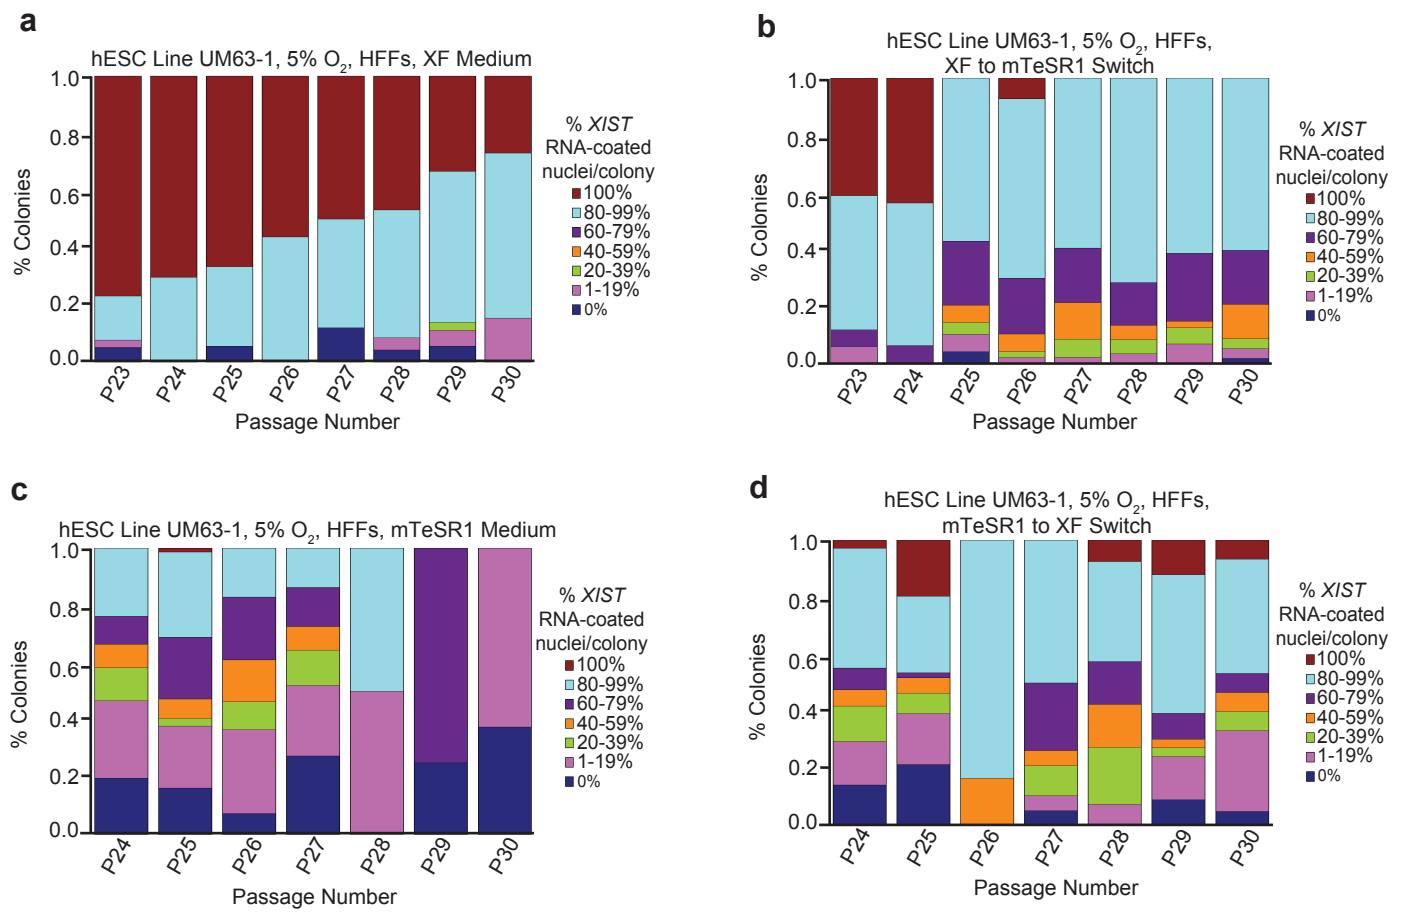 a
hESC Line UM63-1, 5% O2, HFFs, XF Medium
1.0
0.8
0.6
0.4
0.2
0.0
% Colonies
P23 P24 P25 P26 P27 P28 P29 P30
Passage Number
% XIST
RNA-coated
nuclei/colony
100%
80-99%
60-79%
40-59%
20-39%
1-19%
0%
b
hESC Line UM63-1, 5% O2, HFFs,
XF to mTeSR1 Switch
1.0
0.8
0.6
0.4
0.2
0.0
% Colonies
P23 P24 P25 P26 P27 P28 P29 P30
Passage Number
% XIST
RNA-coated
nuclei/colony
100%
80-99%
60-79%
40-59%
20-39%
1-19%
0%
c
hESC Line UM63-1, 5% O2, HFFs, mTeSR1 Medium
1.0
0.8
0.6
0.4
0.2
0.0
% Colonies
P24 P25 P26 P27 P28 P29 P30
Passage Number
% XIST
RNA-coated
nuclei/colony
100%
80-99%
60-79%
40-59%
20-39%
1-19%
0%
d
hESC Line UM63-1, 5% O2, HFFs,
mTeSR1 to XF Switch
1.0
0.8
0.6
0.4
0.2
0.0
% Colonies
P24 P25 P26 P27 P28 P29 P30
Passage Number
% XIST
RNA-coated
nuclei/colony
100%
80-99%
60-79%
40-59%
20-39%
1-19%
0%